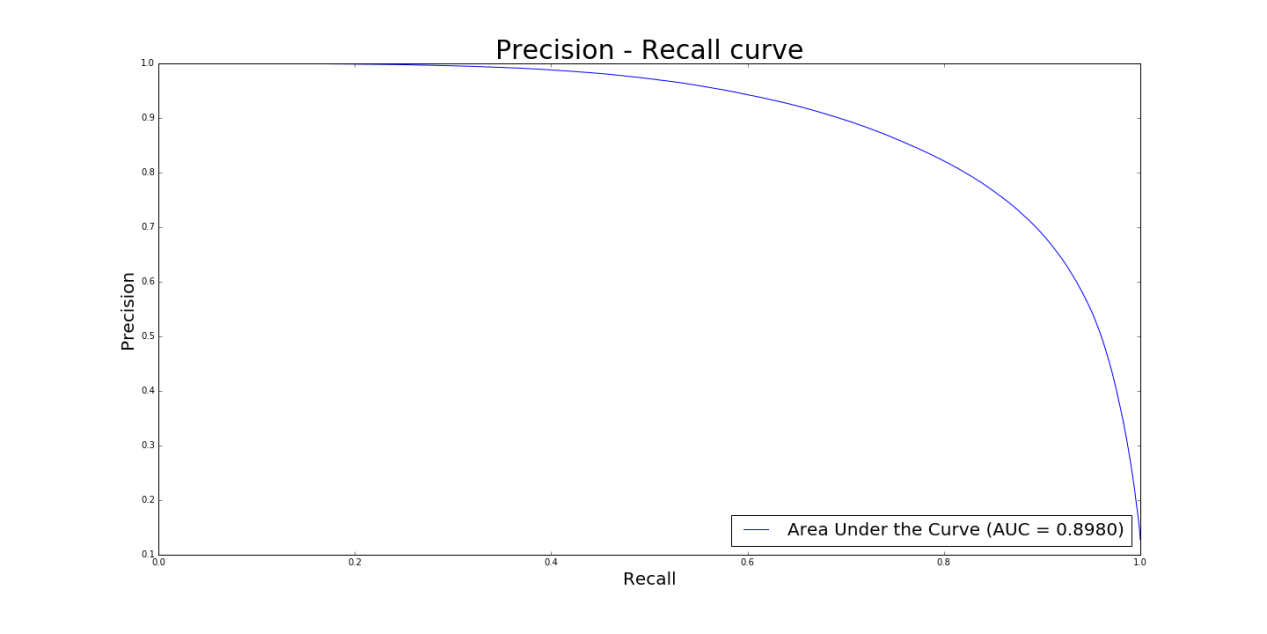 Precision - Recall curve
1.0
0.9
0.8
0.7
0.6
0.5
0.4
0.3
0.2
0.1
Precision
Area Under the Curve (AUC = 0.8980)
0.0 0.2 0.4 0.6 0.8 1.0
Recall